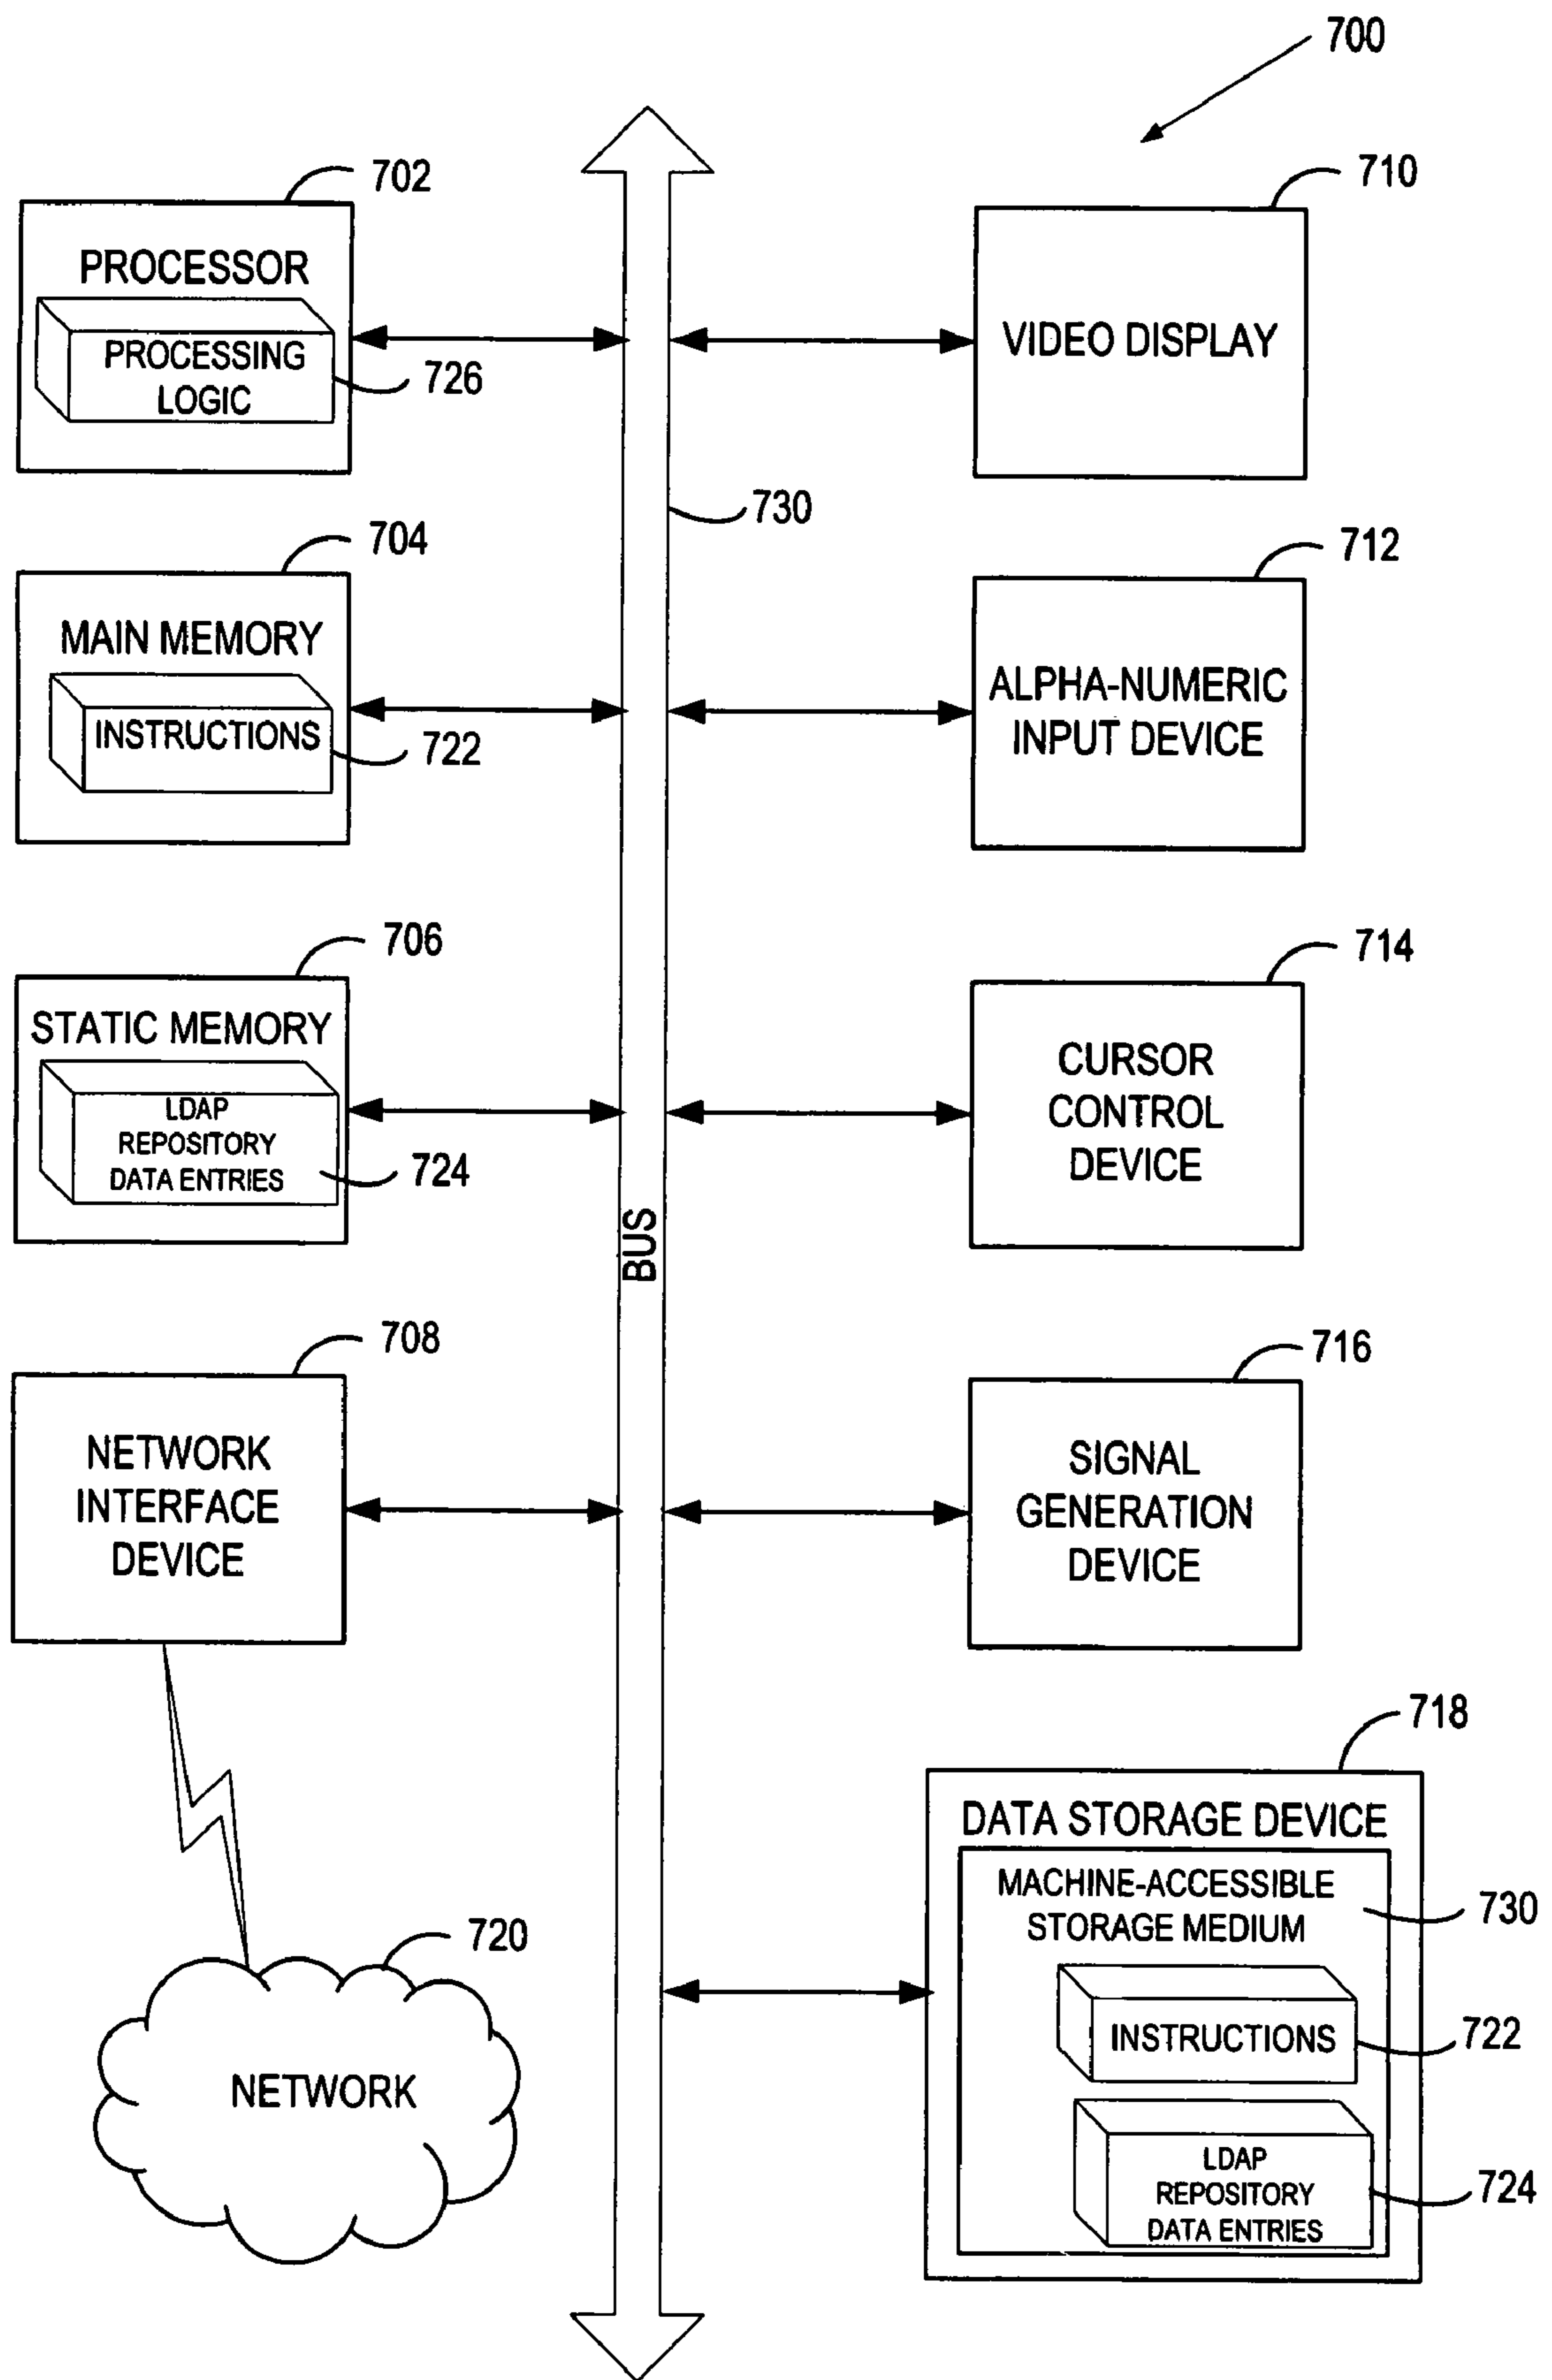 700
702
PROCESSOR
PROCESSING
LOGIC
726
710
VIDEO DISPLAY
730
704
MAIN MEMORY
INSTRUCTIONS
722
712
ALPHA-NUMERIC
INPUT DEVICE
706
STATIC MEMORY
LDAP
REPOSITORY
DATA ENTRIES
724
714
CURSOR
CONTROL
DEVICE
BUS
708
NETWORK
INTERFACE
DEVICE
716
SIGNAL
GENERATION
DEVICE
718
DATA STORAGE DEVICE
MACHINE-ACCESSIBLE
STORAGE MEDIUM
730
INSTRUCTIONS
722
LDAP
REPOSITORY
DATA ENTRIES
724
720
NETWORK